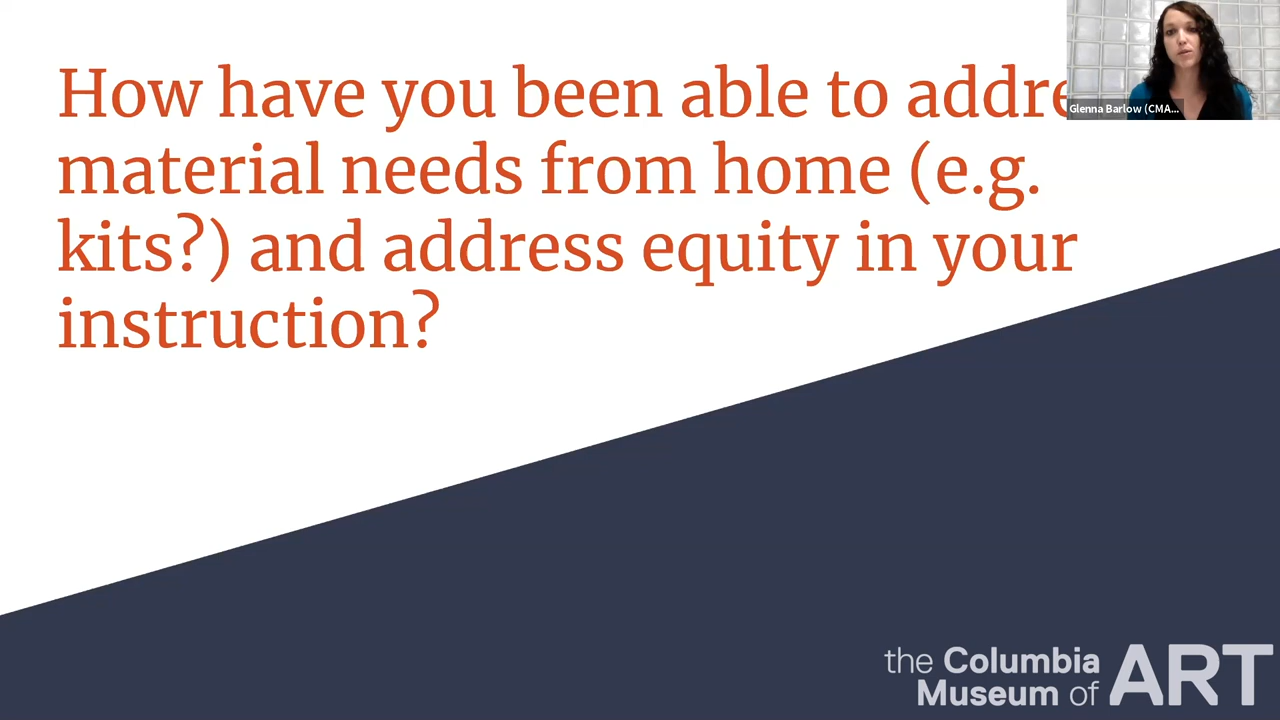 How have you been able to addre
material needs from home (e.g.
kits?) and address equity in your
instruction?
Glenna Barlow (CMA...
the Columbia
Museum of ART